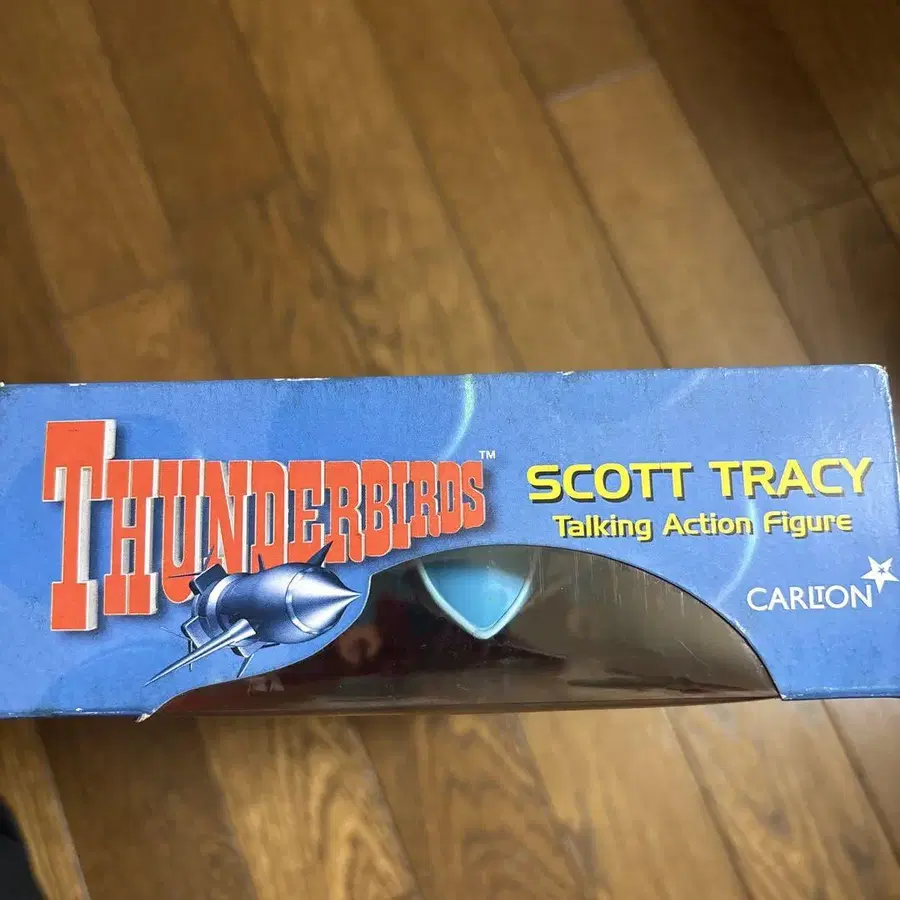 THUNDERBIRDS™
SCOTT TRACY
Talking Action Figure
CARLTON